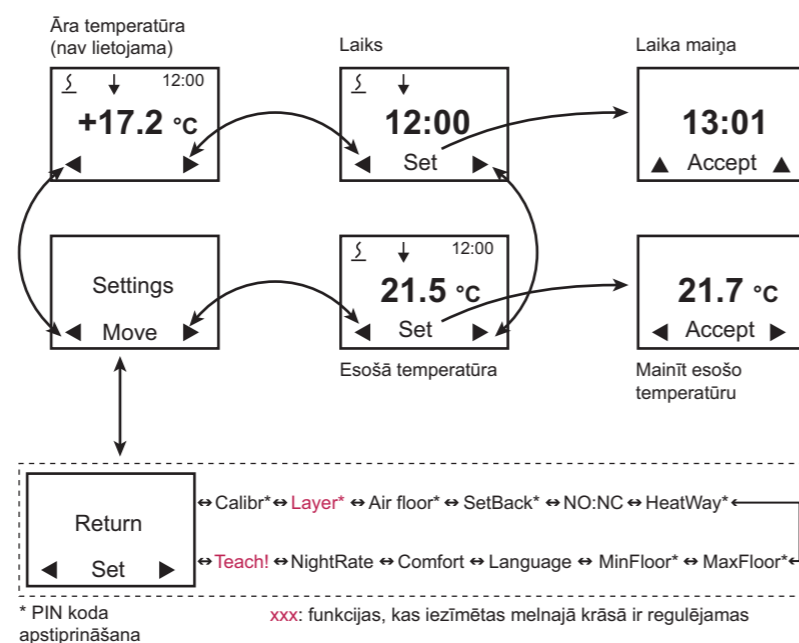 Āra temperatūra
(nav lietojama)
Laiks
Laika maiņa
12:00
+17.2 °C
12:00
Set
13:01
Accept
Settings
Move
12:00
21.5 °C
Set
21.7 °C
Accept
Esošā temperatūra
Mainīt esošo
temperatūru
Return
Set
Calibr* Layer* Air floor* SetBack* NO:NC HeatWay*
Teach! NightRate Comfort Language MinFloor* MaxFloor*
* PIN koda
apstiprināšana
xxx: funkcijas, kas iezīmētas melnajā krāsā ir regulējamas